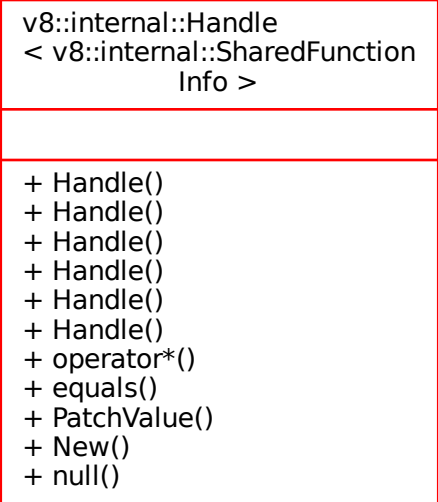 v8::internal::Handle
< v8::internal::SharedFunction
Info >
+ Handle()
+ Handle()
+ Handle()
+ Handle()
+ Handle()
+ Handle()
+ operator*()
+ equals()
+ PatchValue()
+ New()
+ null()